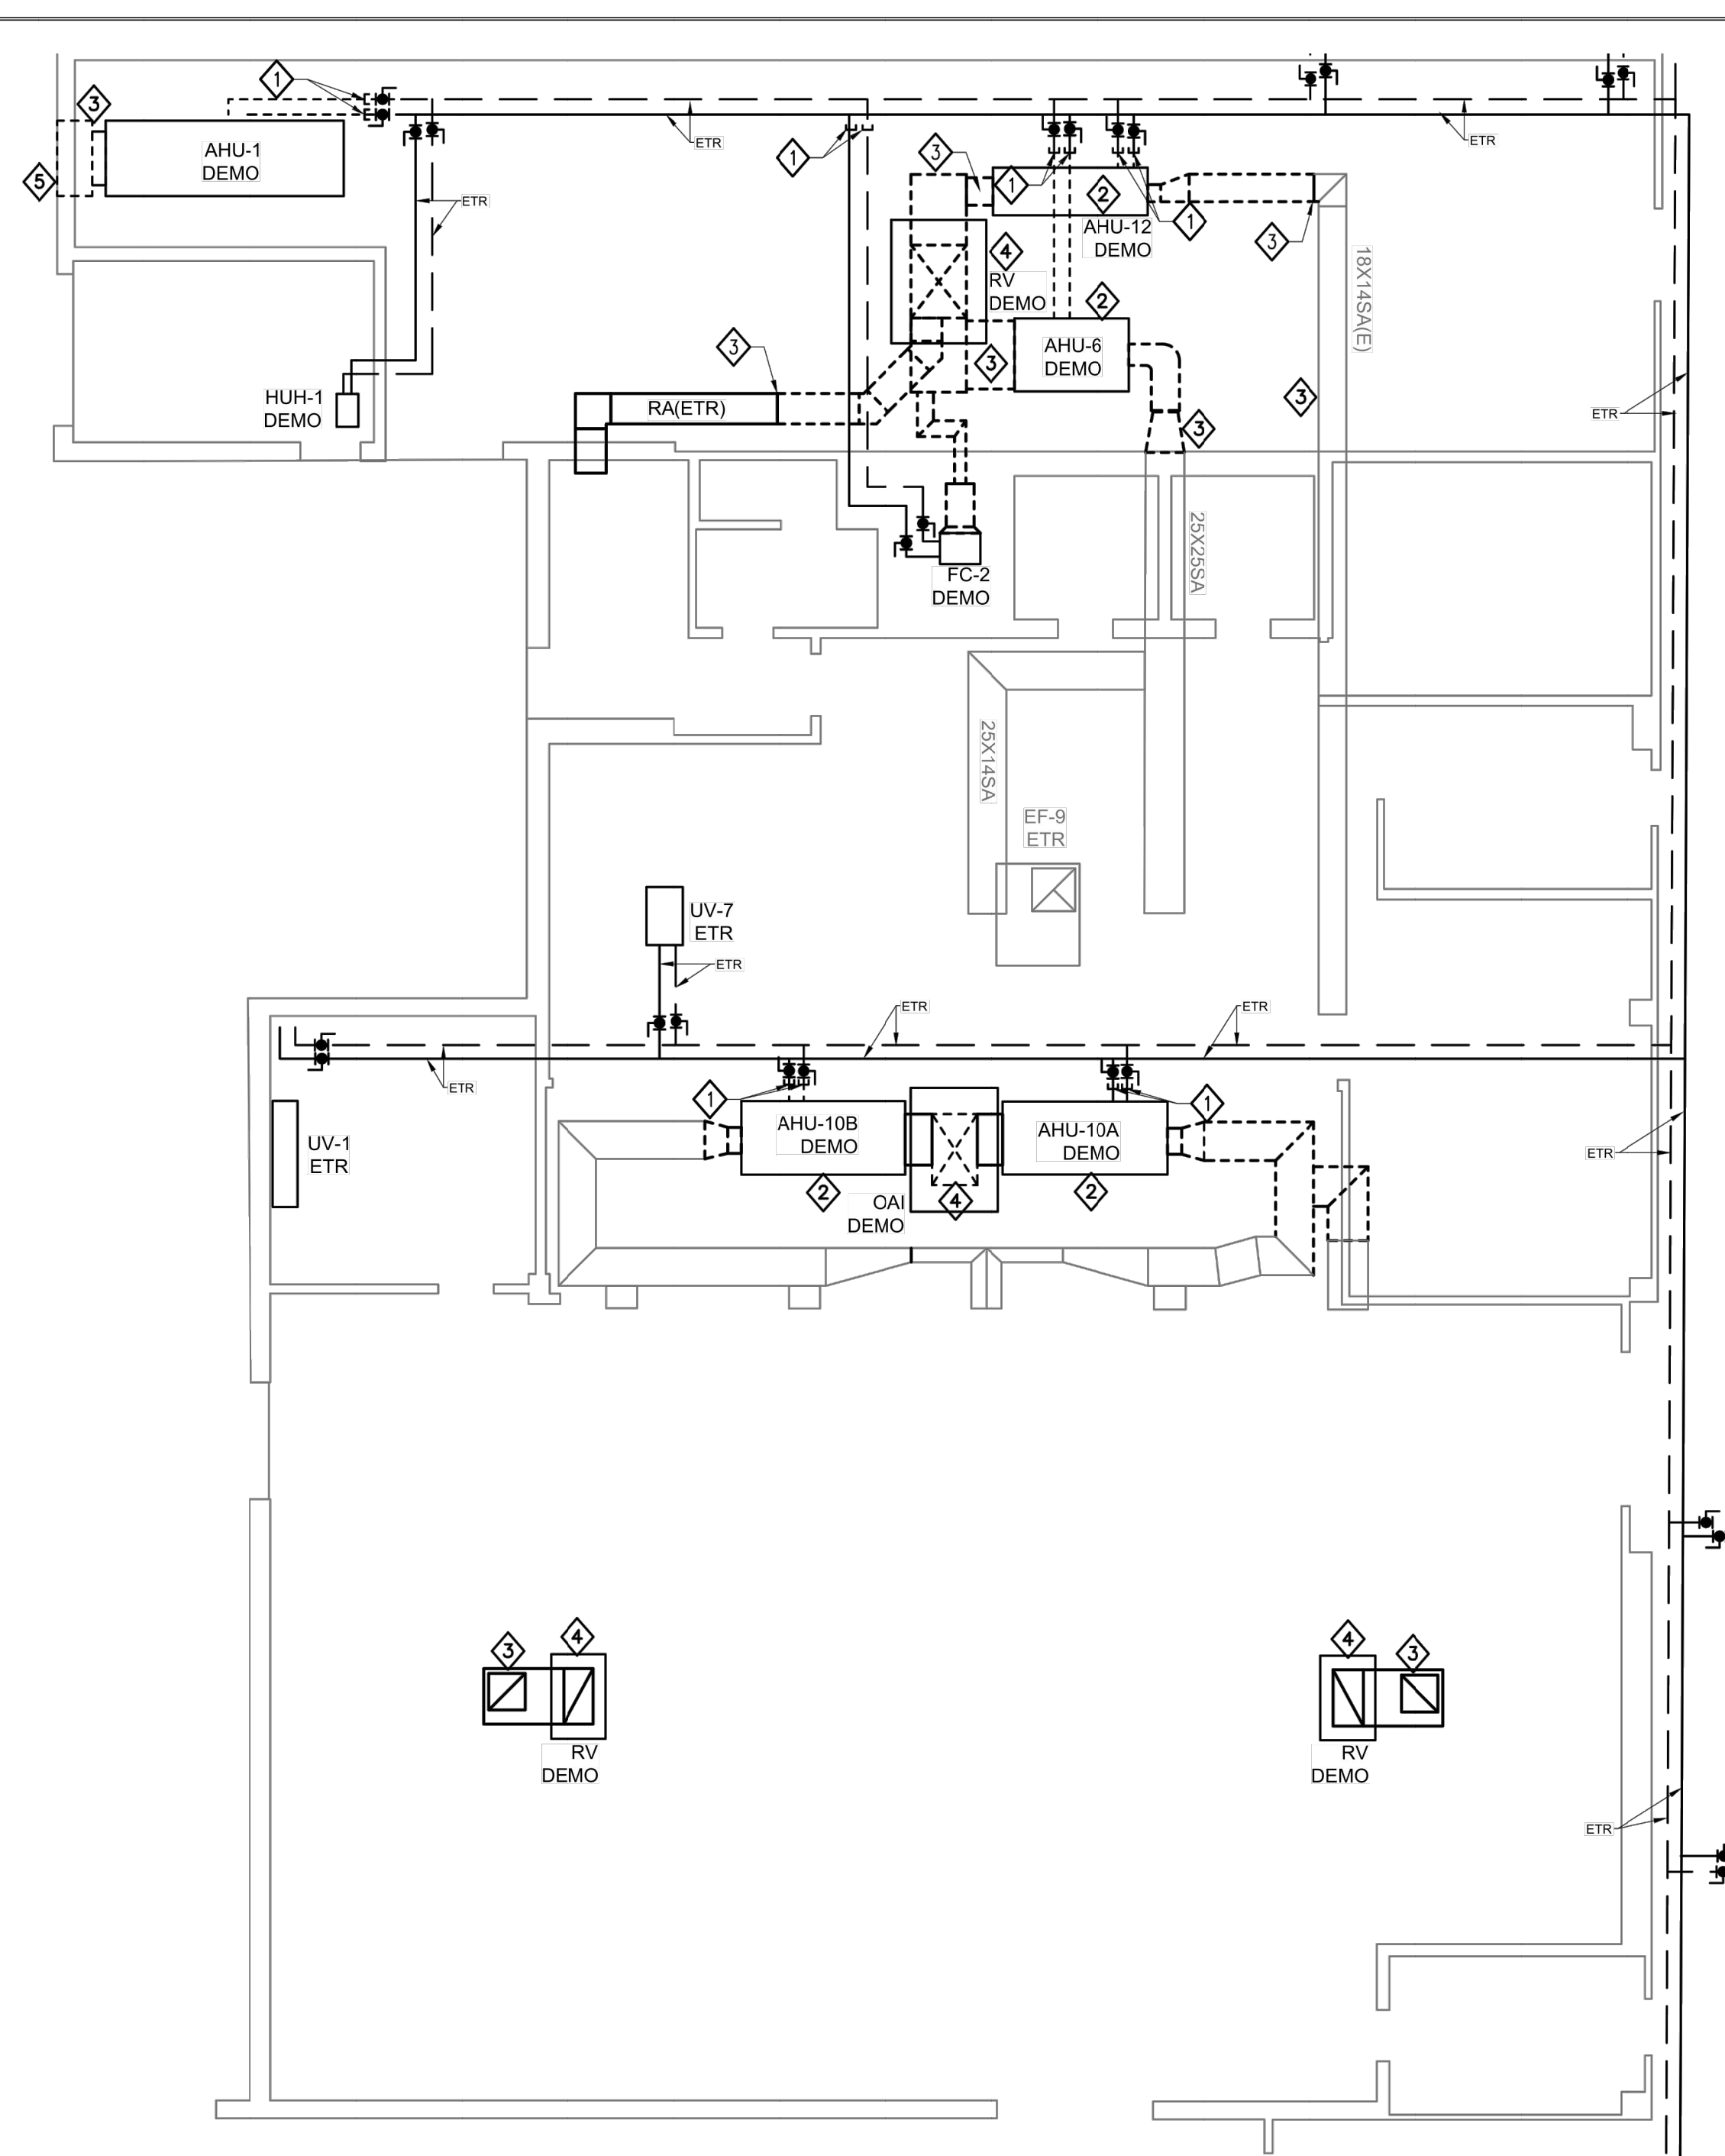 1
3
AHU-1
DEMO
5
ETR
ETR
ETR
1
3
1
2
1
AHU-12
DEMO
3
4
RV
DEMO
18X14SA(E)
2
AHU-6
DEMO
3
3
3
3
RA(ETR)
HUH-1
DEMO
ETR
ETR
25X25SA
FC-2
DEMO
25X14SA
EF-9
ETR
UV-7
ETR
ETR
ETR
ETR
ETR
1
1
AHU-10B
DEMO
AHU-10A
DEMO
UV-1
ETR
ETR
2
4
2
OAI
DEMO
3
4
RV
DEMO
4
3
RV
DEMO
ETR